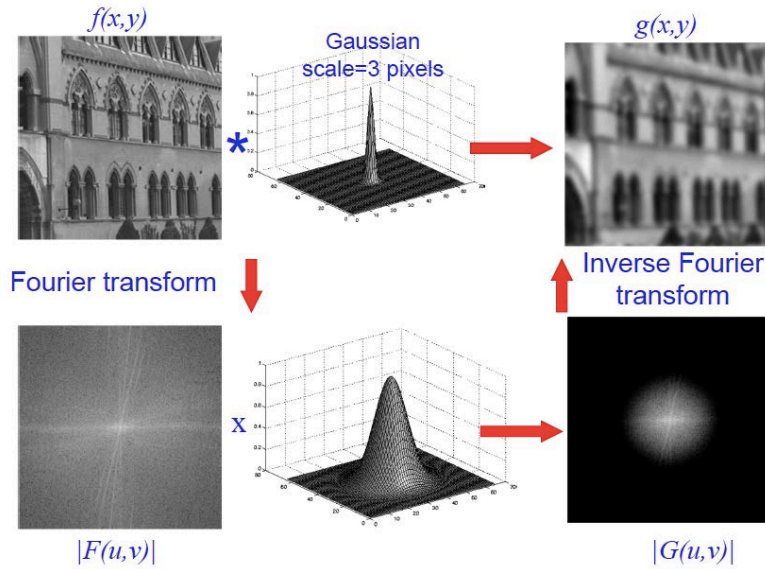 f(x,y)
Gaussian
scale=3 pixels
g(x,y)
*
Fourier transform
Inverse Fourier
transform
x
|F(u,v)|
|G(u,v)|